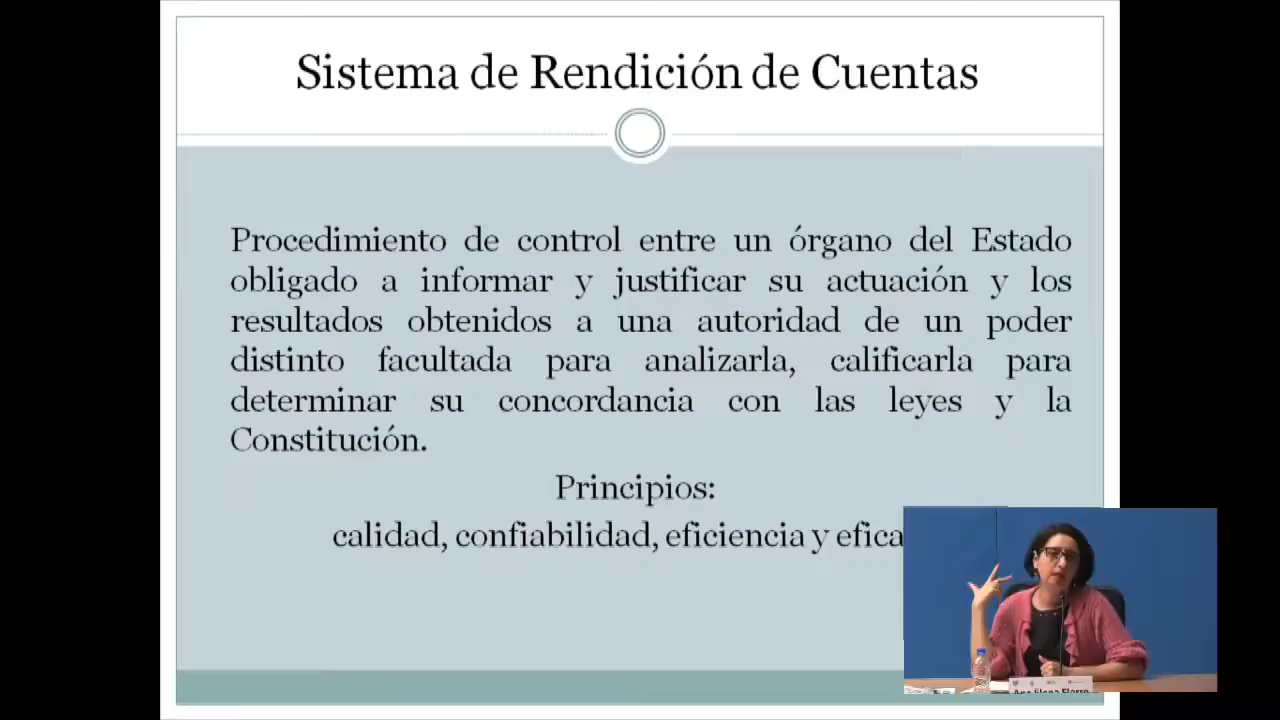 Sistema de Rendición de Cuentas
Procedimiento de control entre un órgano del Estado
obligado a informar y justificar su actuación y los
resultados obtenidos a una autoridad de un poder
distinto facultada para analizarla, calificarla para
determinar su concordancia con las leyes y la
Constitución.
Principios:
calidad, confiabilidad, eficiencia y efica